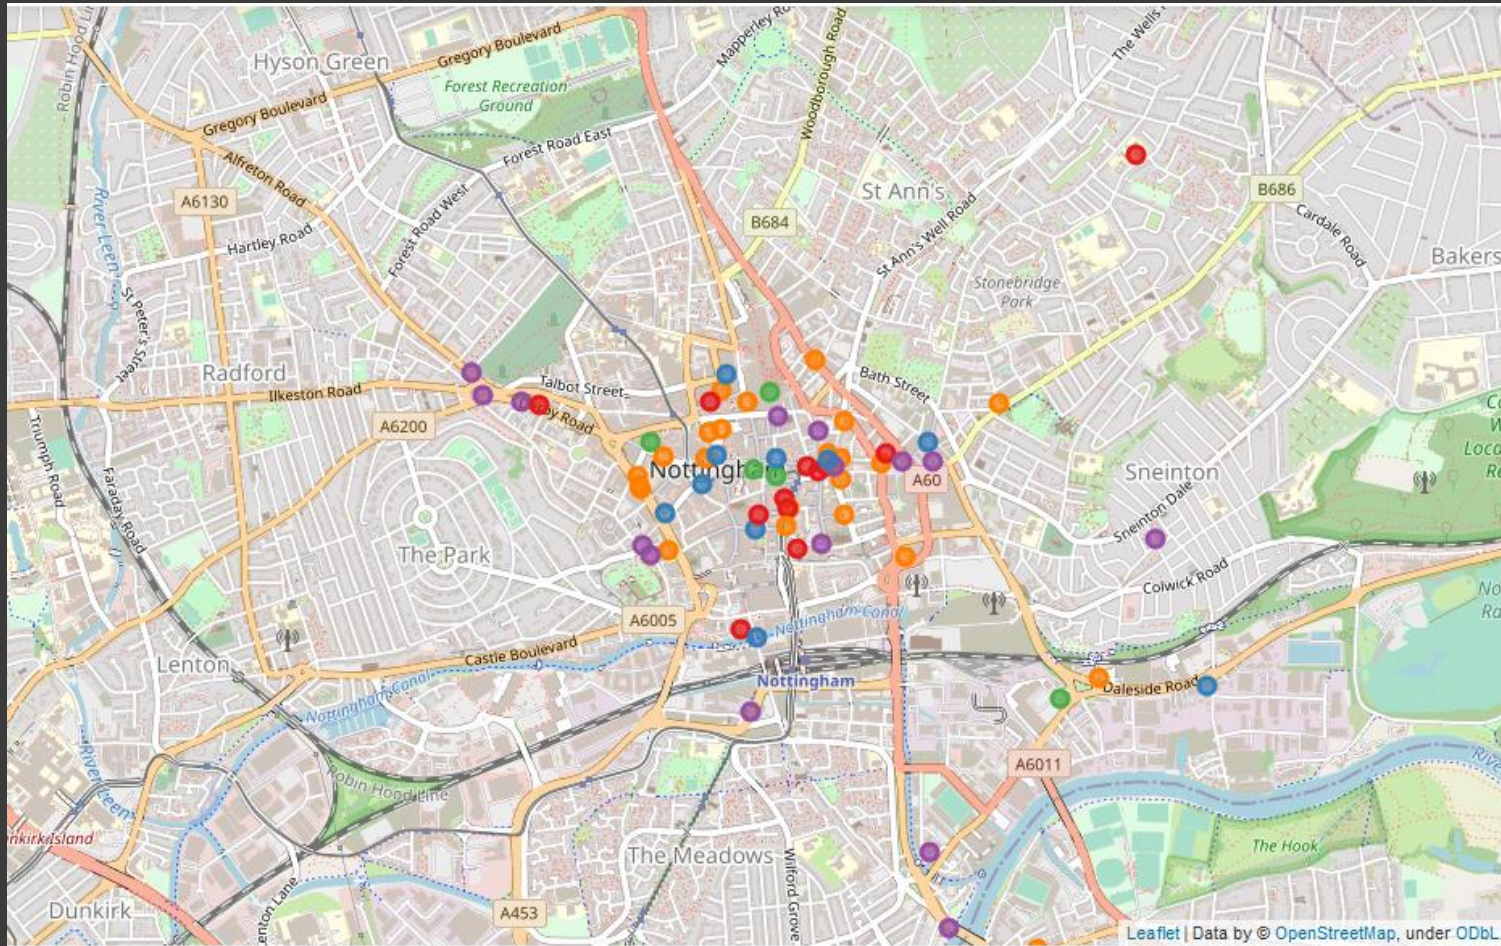 Robin Hood Li
Hyson Green
Gregory Boulevard
Mapperley Ro
Woodborough Road
The Wells
Forest Recreation
Ground
Gregory Boulevard
Forest Road East
Alfreton Road
A6130
River Leen
Hartley Road
Forest Road West
St Ann's
B684
B686
St Ann's Well Road
Cardale Road
Bakers
Stonebridge
Park
St Peter's Street
Radford
Ilkeston Road
Talbot Street
Bath Street
A6200
Triumph Road
Faraday Road
Nottingham
A60
Sneinton
Sneinton Dale
The Park
Colwick Road
A6005
Nottingham Canal
Castle Boulevard
Lenton
Nottingham
Daleside Road
Nottingham Canal
A6011
River Leen
Robin Hood Line
nkirk Island
The Meadows
Wilford Grove
The Hook
Dunkirk
enton Lane
A453
Leaflet | Data by © OpenStreetMap, under ODbL